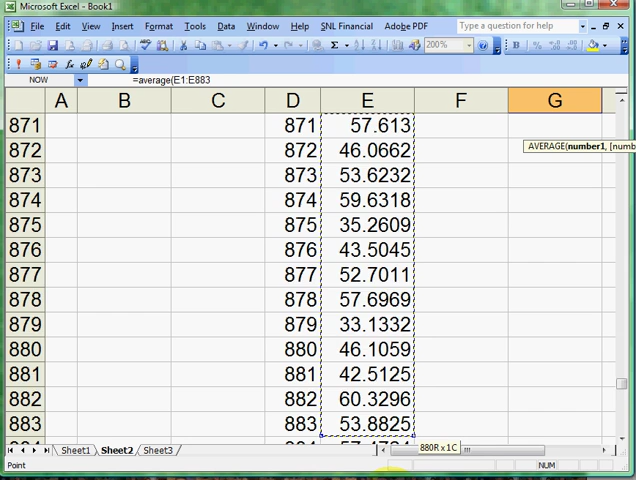 Microsoft Excel - Book1
File Edit View Insert Format Tools Data Window Help SNL Financial Adobe PDF Type a question for help
Σ 200% B
NOW =average(E1:E883
A B C D E F G
871 871 57.613
AVERAGE(number1, [numb
872 872 46.0662
873 873 53.6232
874 874 59.6318
875 875 35.2609
876 876 43.5045
877 877 52.7011
878 878 57.6969
879 879 33.1332
880 880 46.1059
881 881 42.5125
882 882 60.3296
883 883 53.8825
Sheet1 Sheet2 Sheet3 880R x 1C
Point NUM